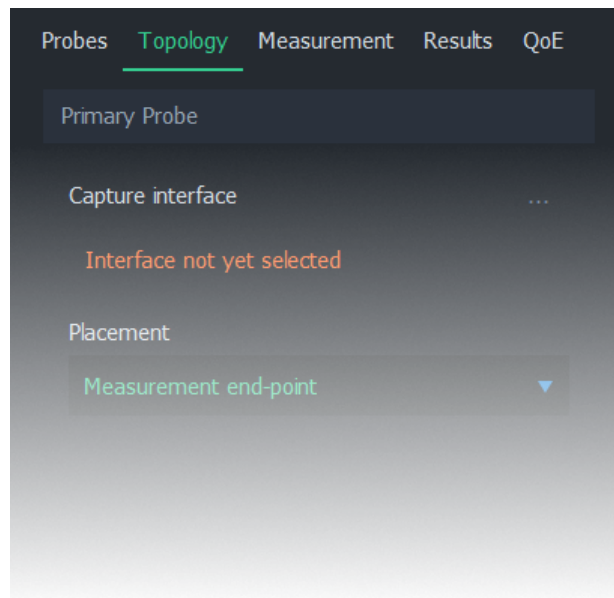 Probes Topology Measurement Results QoE
Primary Probe
Capture interface ...
Interface not yet selected
Placement
Measurement end-point